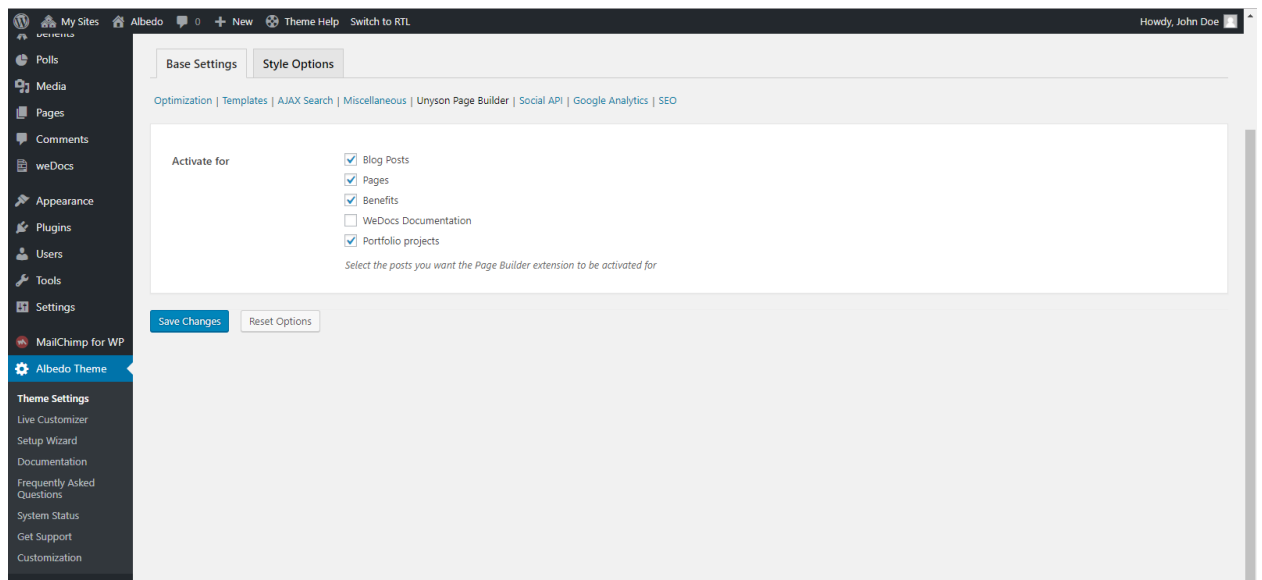 My Sites Albedo 0 New Theme Help Switch to RTL Howdy, John Doe
Benefits
Polls
Media
Pages
Comments
weDocs
Appearance
Plugins
Users
Tools
Settings
MailChimp for WP
Albedo Theme
Theme Settings
Live Customizer
Setup Wizard
Documentation
Frequently Asked
Questions
System Status
Get Support
Customization
Base Settings Style Options
Optimization | Templates | AJAX Search | Miscellaneous | Unyson Page Builder | Social API | Google Analytics | SEO
Activate for
Blog Posts
Pages
Benefits
WeDocs Documentation
Portfolio projects
Select the posts you want the Page Builder extension to be activated for
Save Changes Reset Options